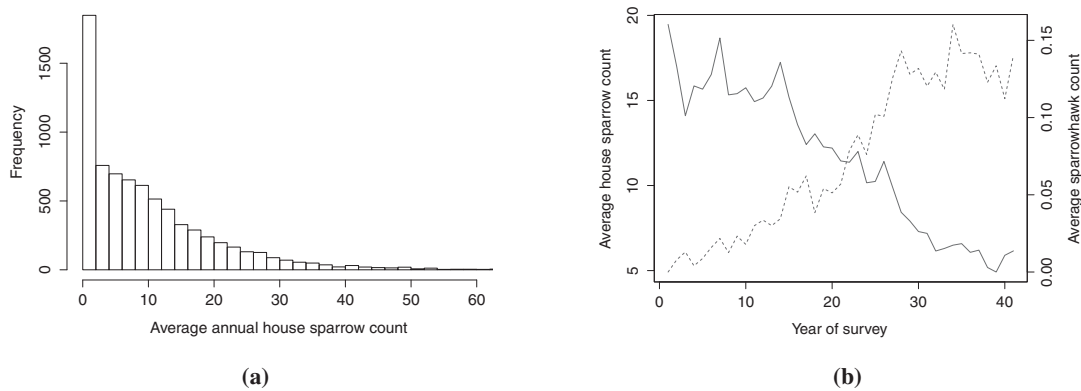 Frequency
1500
1000
500
0
0 10 20 30 40 50 60
Average annual house sparrow count
(a)
Average house sparrow count
20
15
10
5
0 10 20 30 40
Year of survey
0.15
0.10
0.05
0.00
Average sparrowhawk count
(b)